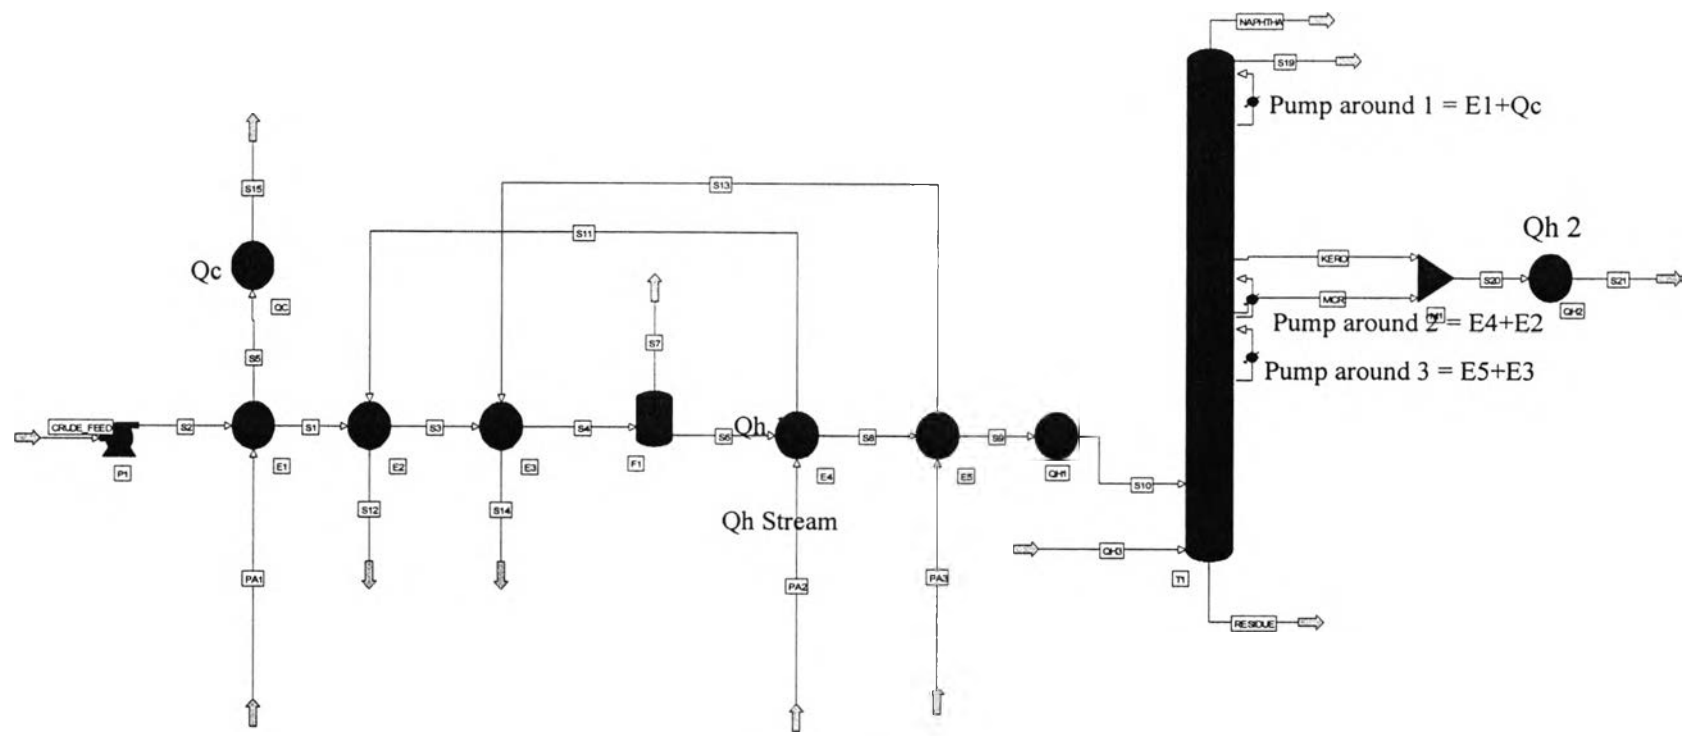 NAPHTHA
S19
Pump around 1 = E1+Qc
S15
S13
S11
Qh 2
Qc
KERO
S20
S21
QC
MCR
M1
QH2
Pump around 2 = E4+E2
S7
S5
Pump around 3 = E5+E3
CRUDE_FEED
S2
S1
S3
S4
S6
Qh
S8
S9
P1
E1
E2
E3
F1
E4
E5
QH1
S10
S12
S14
Qh Stream
QH3
PA1
PA2
PA3
T1
RESIDUE